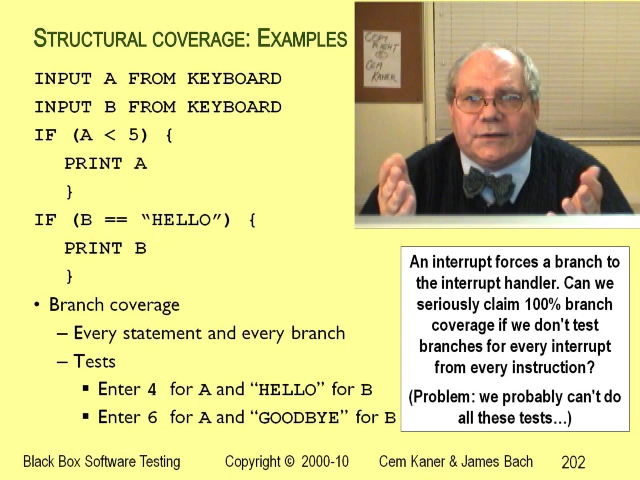 STRUCTURAL COVERAGE: EXAMPLES
INPUT A FROM KEYBOARD
INPUT B FROM KEYBOARD
IF (A < 5) {
PRINT A
}
IF (B == “HELLO”) {
PRINT B
}
• Branch coverage
– Every statement and every branch
– Tests
▪ Enter 4 for A and “HELLO” for B
▪ Enter 6 for A and “GOODBYE” for B
COPY
RIGHT
©
CEM
KANER
An interrupt forces a branch to
the interrupt handler. Can we
seriously claim 100% branch
coverage if we don't test
branches for every interrupt
from every instruction?
(Problem: we probably can't do
all these tests…)
Black Box Software Testing Copyright © 2000-10 Cem Kaner & James Bach 202